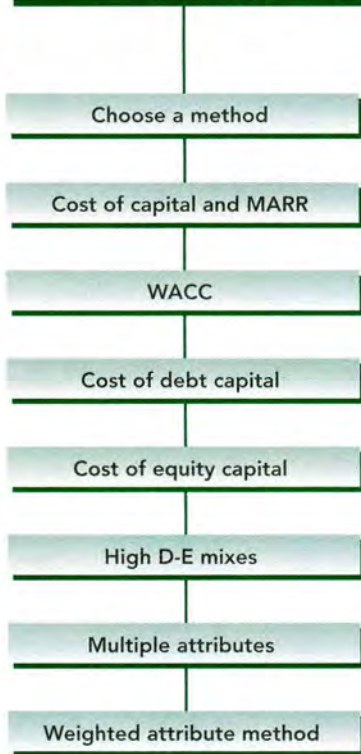 Choose a method
Cost of capital and MARR
WACC
Cost of debt capital
Cost of equity capital
High D-E mixes
Multiple attributes
Weighted attribute method